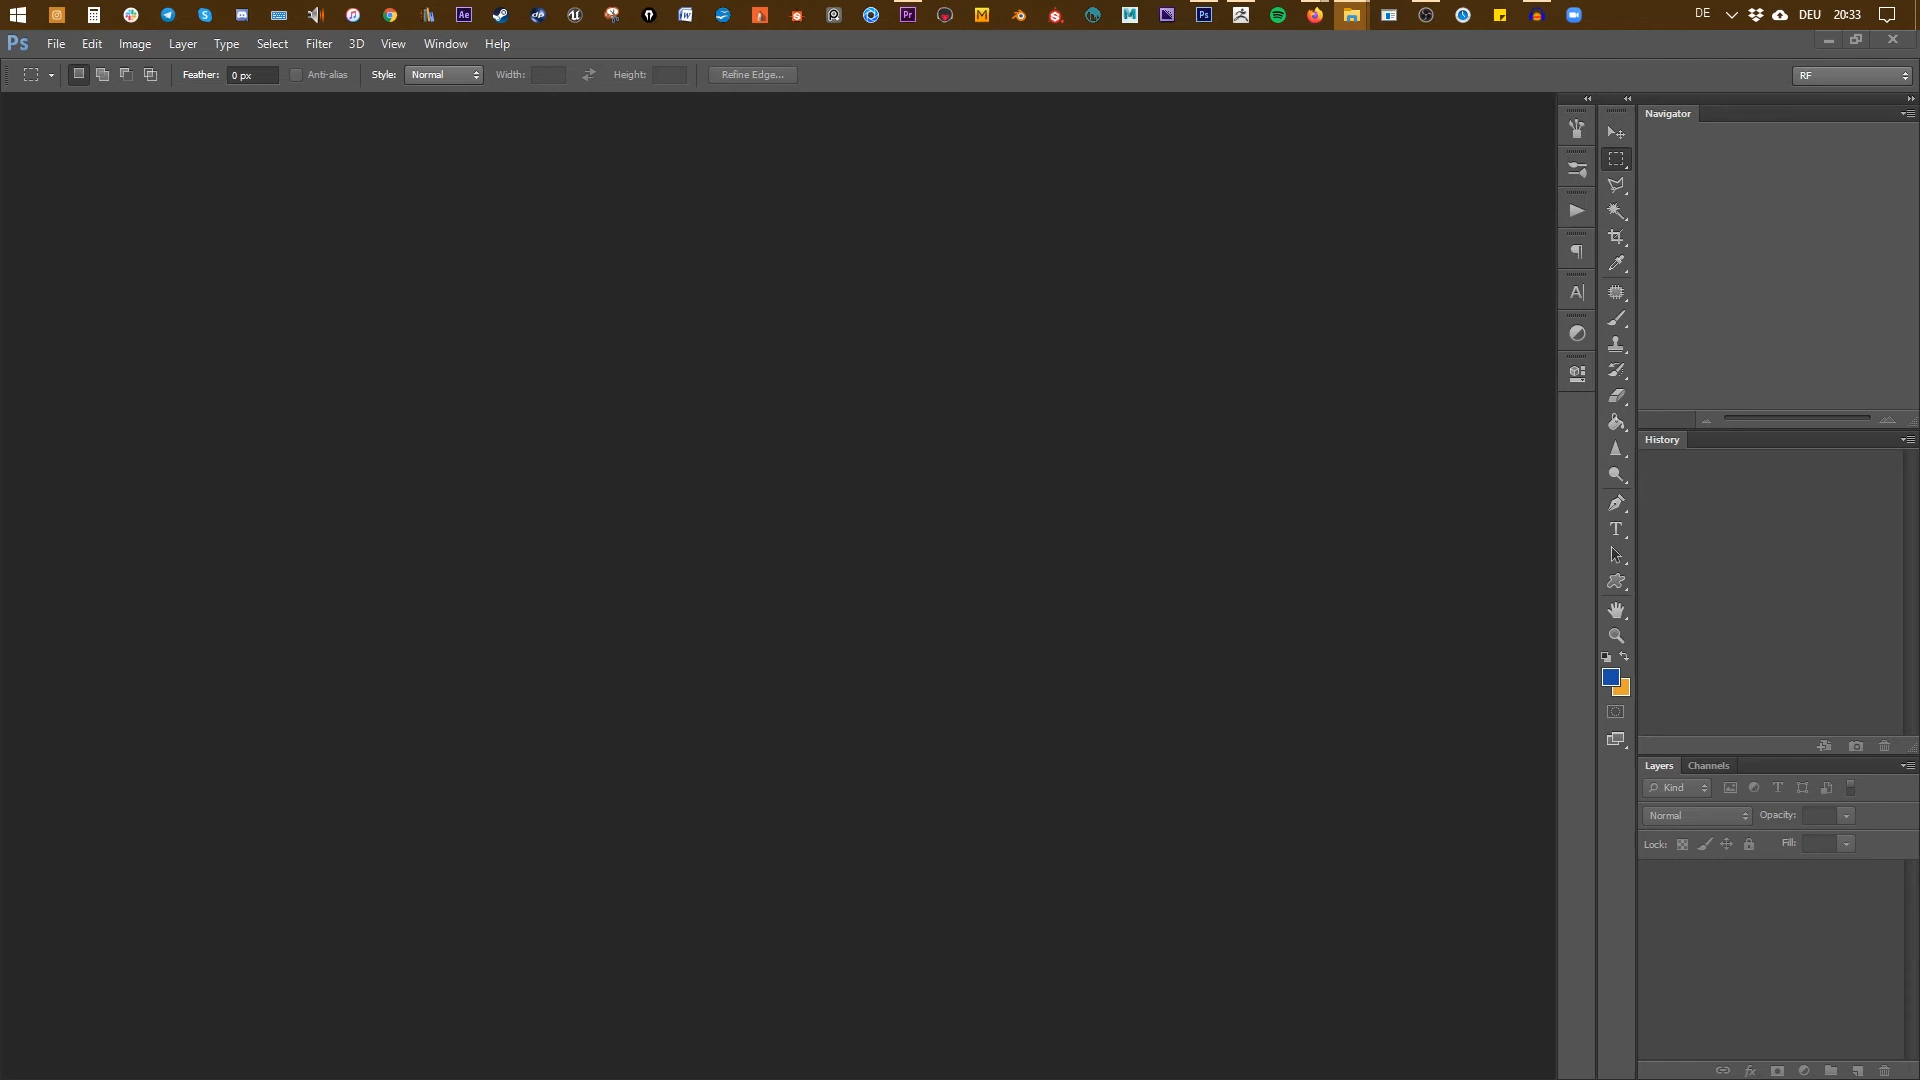 DE DEU 20:33
Ps File Edit Image Layer Type Select Filter 3D View Window Help
Feather: 0 px Anti-alias Style: Normal Width: Height: Refine Edge... RF
Navigator
History
Layers Channels
Kind
Normal Opacity:
Lock: Fill: